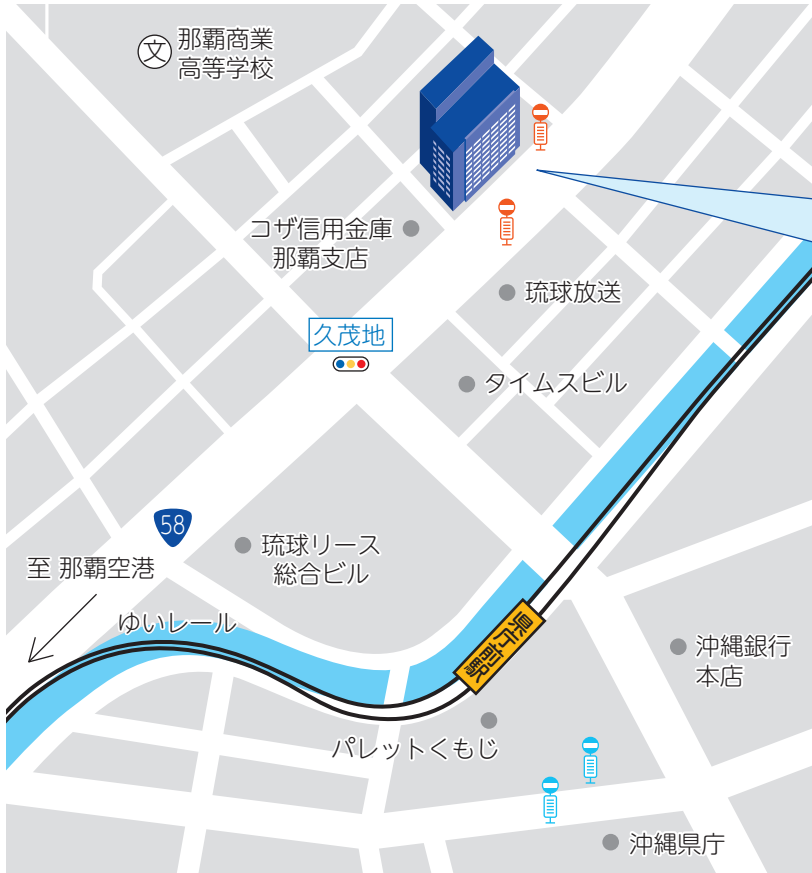 文
那覇商業
高等学校
コザ信用金庫
那覇支店
琉球放送
久茂地
タイムスビル
58
琉球リース
総合ビル
至 那覇空港
ゆいレール
県庁前駅
沖縄銀行
本店
パレットくもじ
沖縄県庁